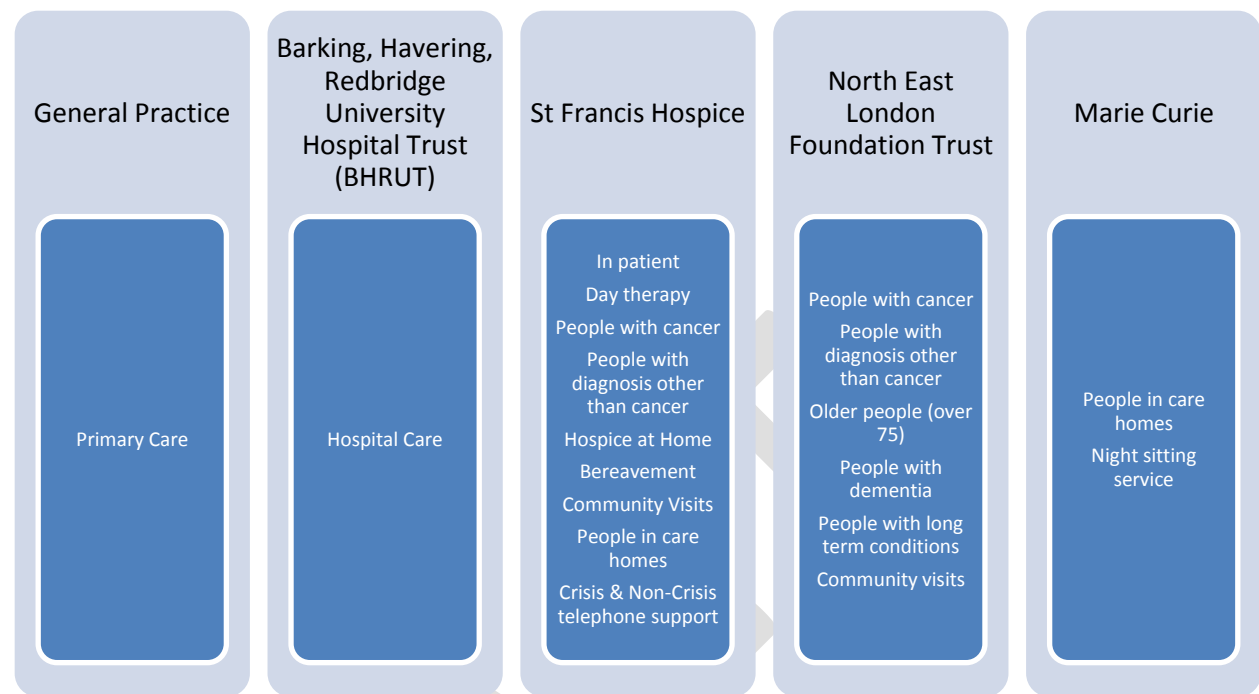 General Practice
Primary Care
Barking, Havering,
Redbridge
University
Hospital Trust
(BHRUT)
Hospital Care
St Francis Hospice
In patient
Day therapy
People with cancer
People with
diagnosis other
than cancer
Hospice at Home
Bereavement
Community Visits
People in care
homes
Crisis & Non-Crisis
telephone support
North East
London
Foundation Trust
People with cancer
People with
diagnosis other
than cancer
Older people (over
75)
People with
dementia
People with long
term conditions
Community visits
Marie Curie
People in care
homes
Night sitting
service